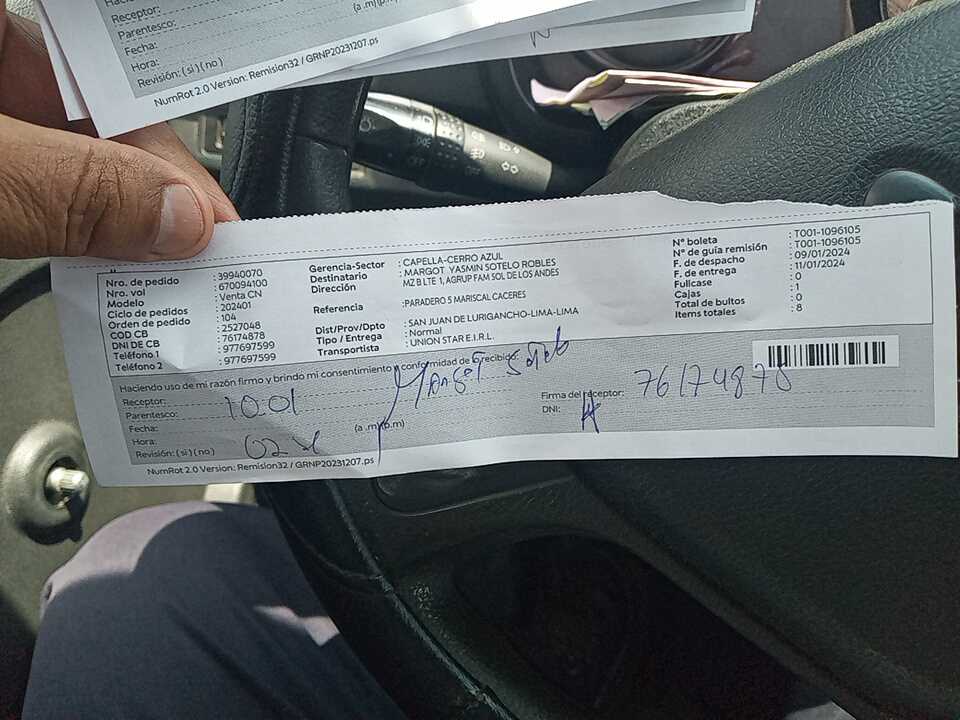 Receptor:
Parentesco:
Fecha:
Hora:
Revisión: (si) (no)
(a .m)(p.m)
NumRot 2.0 Version: Remision32 / GRNP20231207.ps
Nro. de pedido : 39940070
Nro. vol : 670094100
Modelo : Venta CN
Ciclo de pedidos : 202401
Orden de pedido : 104
COD CB : 2527048
DNI DE CB : 76174878
Teléfono 1 : 977697599
Teléfono 2 : 977697599
Gerencia-Sector : CAPELLA-CERRO AZUL
Destinatario : MARGOT YASMIN SOTELO ROBLES
Dirección MZ B LTE 1, AGRUP FAM SOL DE LOS ANDES
Referencia : PARADERO 5 MARISCAL CACERES
Dist/Prov/Dpto : SAN JUAN DE LURIGANCHO-LIMA-LIMA
Tipo / Entrega : Normal
Transportista : UNION STAR E.I.R.L.
N° boleta : T001-1096105
N° de guía remisión : T001-1096105
F. de despacho : 09/01/2024
F. de entrega : 11/01/2024
Fullcase : 0
Cajas : 1
Total de bultos : 0
Items totales : 8
Haciendo uso de mi razón firmo y brindo mi consentimiento y conformidad de lo recibido.
Receptor: Margot Sotelo
Parentesco:
Fecha: 10.01
Hora: 02
(a .m)(p.m)
Revisión: (si) (no)
Firma del receptor: 76174878
DNI:
NumRot 2.0 Version: Remision32 / GRNP20231207.ps